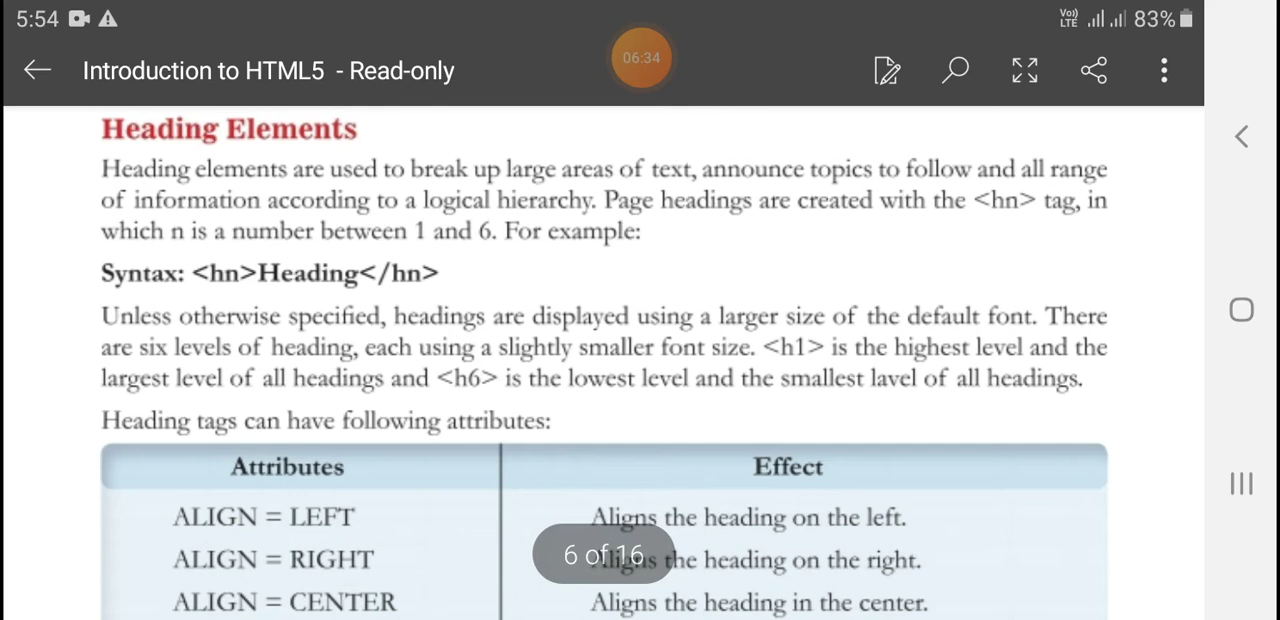 5:54
Vo)) LTE 83%
Introduction to HTML5 - Read-only
06:34
Heading Elements
Heading elements are used to break up large areas of text, announce topics to follow and all range
of information according to a logical hierarchy. Page headings are created with the <hn> tag, in
which n is a number between 1 and 6. For example:
Syntax: <hn>Heading</hn>
Unless otherwise specified, headings are displayed using a larger size of the default font. There
are six levels of heading, each using a slightly smaller font size. <h1> is the highest level and the
largest level of all headings and <h6> is the lowest level and the smallest lavel of all headings.
Heading tags can have following attributes:
Attributes Effect
ALIGN = LEFT Aligns the heading on the left.
ALIGN = RIGHT Aligns the heading on the right.
6 of 16
ALIGN = CENTER Aligns the heading in the center.